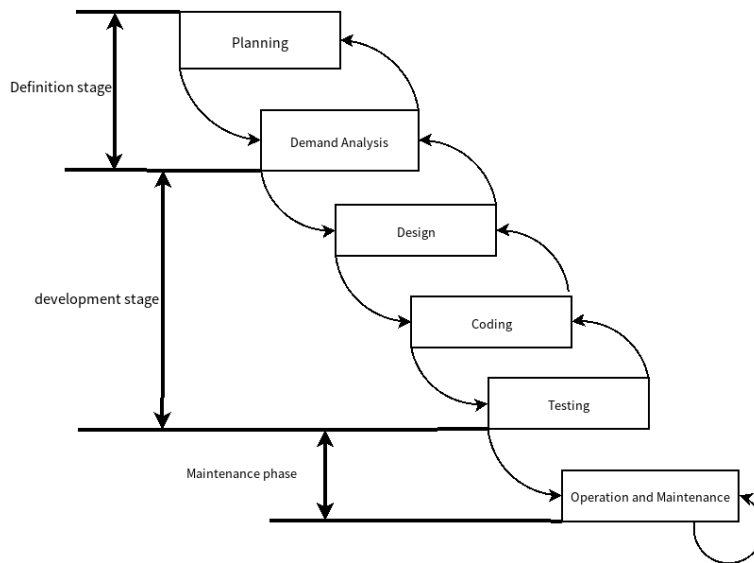 Planning
Definition stage
Demand Analysis
Design
development stage
Coding
Testing
Maintenance phase
Operation and Maintenance